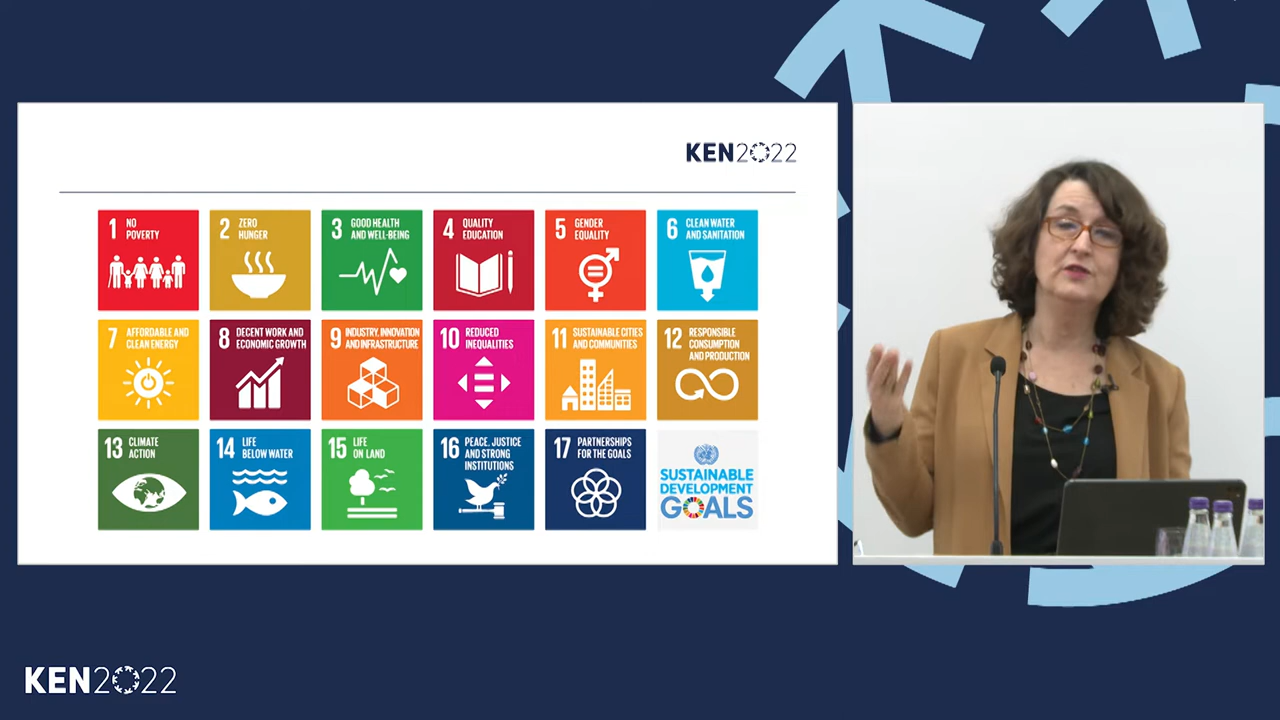 KEN2022
1 NO
POVERTY
2 ZERO
HUNGER
3 GOOD HEALTH
AND WELL-BEING
4 QUALITY
EDUCATION
5 GENDER
EQUALITY
6 CLEAN WATER
AND SANITATION
7 AFFORDABLE AND
CLEAN ENERGY
8 DECENT WORK AND
ECONOMIC GROWTH
9 INDUSTRY, INNOVATION
AND INFRASTRUCTURE
10 REDUCED
INEQUALITIES
11 SUSTAINABLE CITIES
AND COMMUNITIES
12 RESPONSIBLE
CONSUMPTION
AND PRODUCTION
13 CLIMATE
ACTION
14 LIFE
BELOW WATER
15 LIFE
ON LAND
16 PEACE, JUSTICE
AND STRONG
INSTITUTIONS
17 PARTNERSHIPS
FOR THE GOALS
SUSTAINABLE
DEVELOPMENT
GOALS
KEN2022